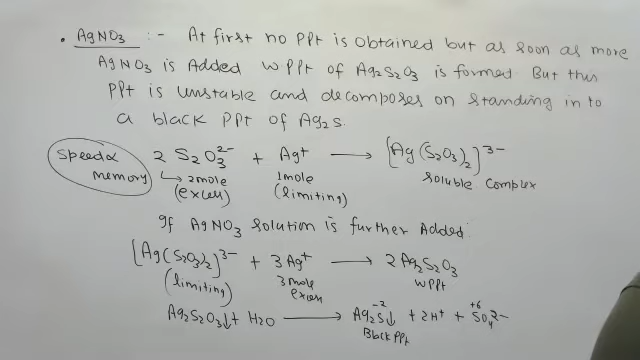 • AgNO3 :- At first no PPt is obtained but as soon as more
AgNO3 is Added WPPt of Ag2S2O3 is formed But this
PPt is Unstable and decomposes on standing in to
a black PPt of Ag2S.
Speed & memory
2 S2O3^2- + Ag+ ⟶ [Ag(S2O3)2]^3-
↳ 2mole 1mole soluble complex
(excess) (limiting)
If AgNO3 solution is further Added:
[Ag(S2O3)2]^3- + 3Ag+ ⟶ 2Ag2S2O3
(limiting) 3mole excess WPPt
Ag2S2O3↓ + H2O ⟶ Ag2S↓ + 2H+ + SO4^2-
-2 +6
Black PPt